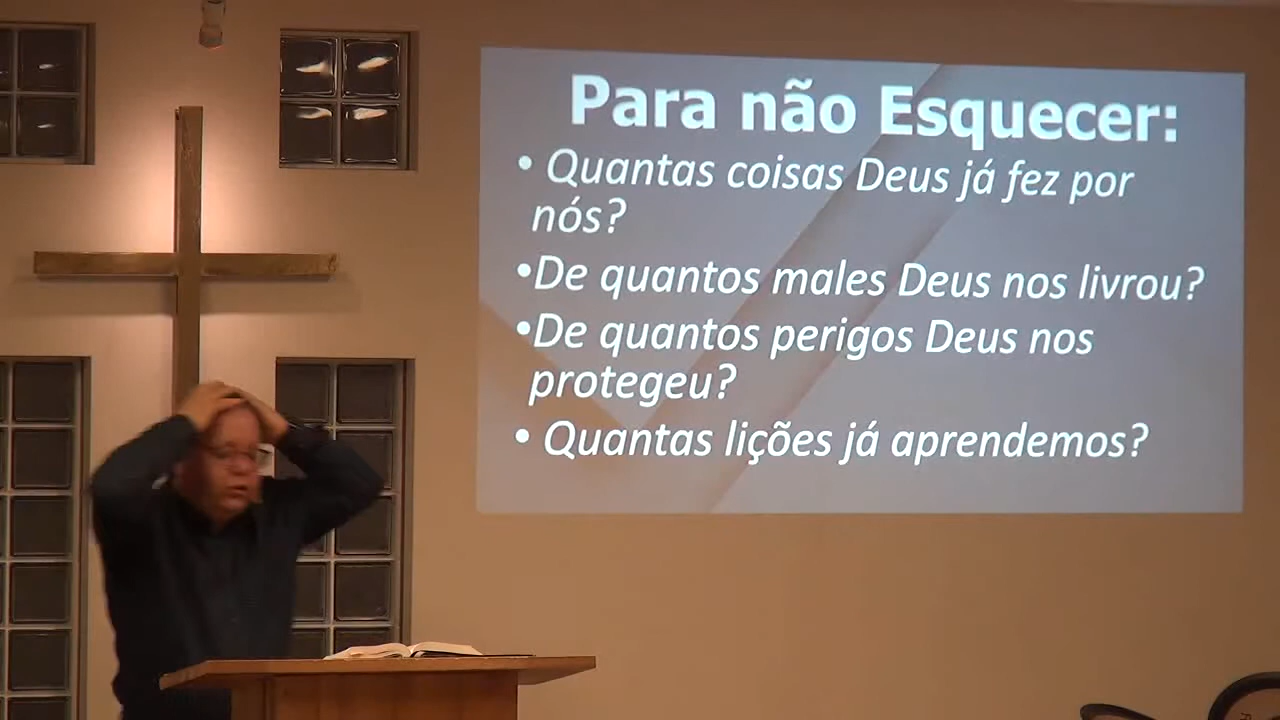 Para não Esquecer:
• Quantas coisas Deus já fez por
nós?
•De quantos males Deus nos livrou?
•De quantos perigos Deus nos
protegeu?
• Quantas lições já aprendemos?